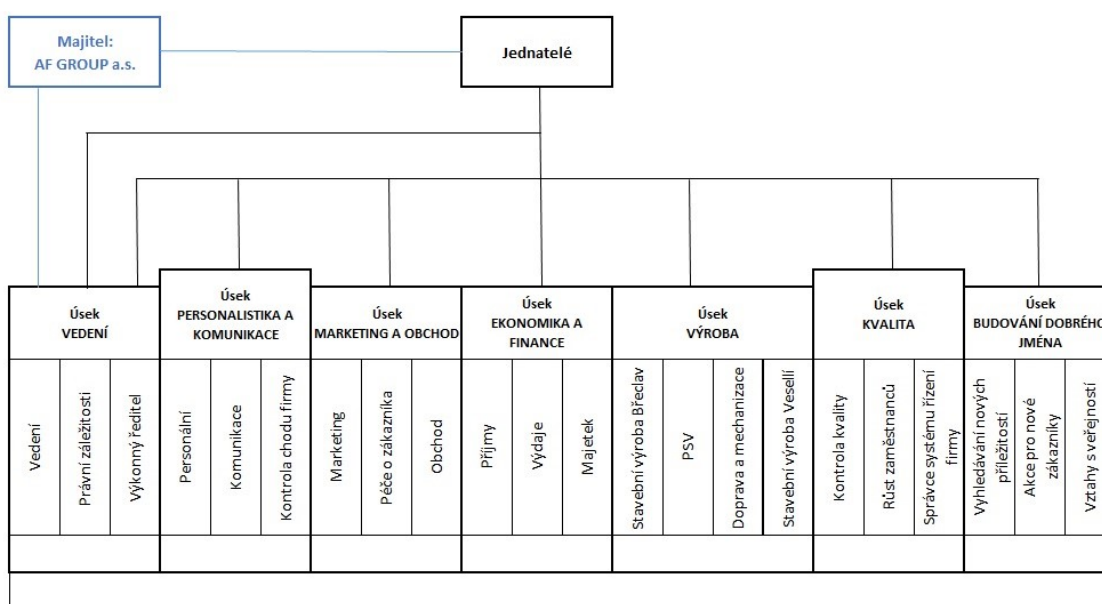 Majitel:
AF GROUP a.s.
Jednatelé
Úsek
VEDENÍ
Úsek
PERSONALISTIKA A
KOMUNIKACE
Úsek
MARKETING A OBCHOD
Úsek
EKONOMIKA A
FINANCE
Úsek
VÝROBA
Úsek
KVALITA
Úsek
BUDOVÁNÍ DOBRÉHO
JMÉNA
Vedení
Právní záležitosti
Výkonný ředitel
Personální
Komunikace
Kontrola chodu firmy
Marketing
Péče o zákazníka
Obchod
Příjmy
Výdaje
Majetek
Stavební výroba Břeclav
PSV
Doprava a mechanizace
Stavební výroba Veselí
Kontrola kvality
Růst zaměstnanců
Správce systému řízení
firmy
Vyhledávání nových
příležitostí
Akce pro nové
zákazníky
Vztahy s veřejností